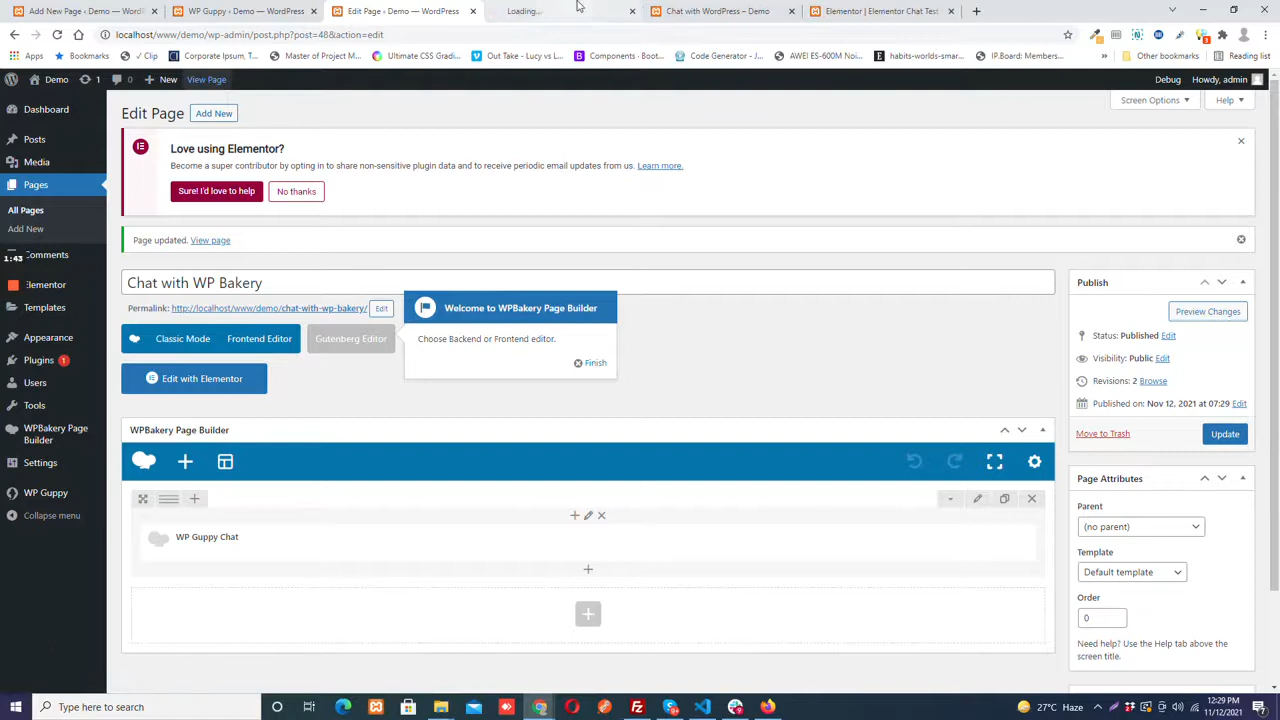 Add New Page ‹ Demo — WordPress
WP Guppy ‹ Demo — WordPress
Edit Page ‹ Demo — WordPress
Loading...
Chat with WordPress – Demo
Elementor | Elementor Chat Test
localhost/www/demo/wp-admin/post.php?post=48&action=edit
Apps
Bookmarks
√ Clip
Corporate Ipsum, T...
Master of Project M...
Ultimate CSS Gradi...
Out Take - Lucy vs L...
Components · Boot...
Code Generator - J...
AWEI ES-600M Noi...
habits-worlds-smar...
IP.Board: Members...
»
Other bookmarks
Reading list
Demo
1
0
New
View Page
Debug
Howdy, admin
Dashboard
Posts
Media
Pages
All Pages
Add New
Comments
1:43
Elementor
Templates
Appearance
Plugins 1
Users
Tools
WPBakery Page
Builder
Settings
WP Guppy
Collapse menu
Edit Page
Add New
Screen Options
Help
Love using Elementor?
Become a super contributor by opting in to share non-sensitive plugin data and to receive periodic email updates from us. Learn more.
Sure! I'd love to help
No thanks
Page updated. View page
Chat with WP Bakery
Permalink: http://localhost/www/demo/chat-with-wp-bakery/ Edit
Classic Mode
Frontend Editor
Gutenberg Editor
Welcome to WPBakery Page Builder
Choose Backend or Frontend editor.
Finish
Edit with Elementor
WPBakery Page Builder
WP Guppy Chat
Publish
Preview Changes
Status: Published Edit
Visibility: Public Edit
Revisions: 2 Browse
Published on: Nov 12, 2021 at 07:29 Edit
Move to Trash
Update
Page Attributes
Parent
(no parent)
Template
Default template
Order
0
Need help? Use the Help tab above the
screen title.
Type here to search
27°C Haze
12:29 PM
11/12/2021